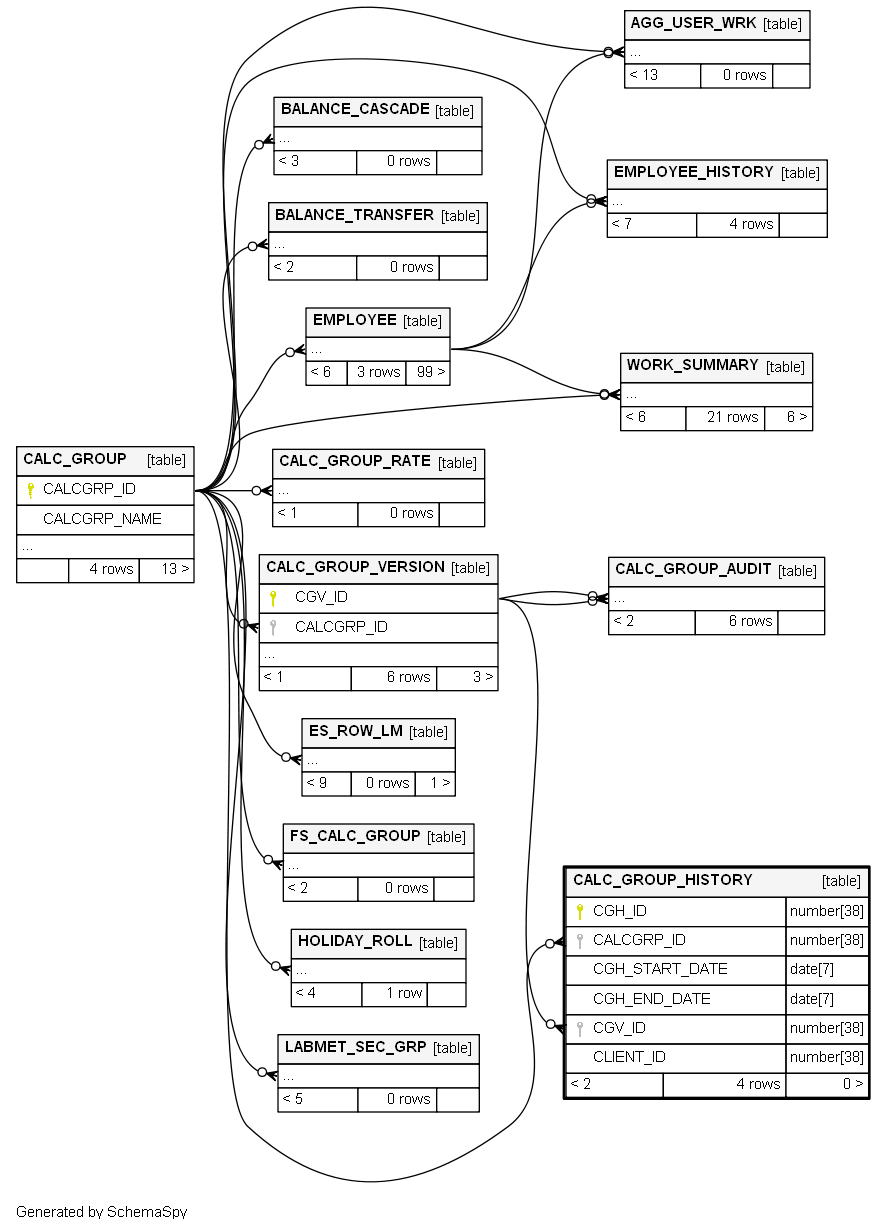 AGG_USER_WRK [table]
...
< 13 0 rows
BALANCE_CASCADE [table]
...
< 3 0 rows
EMPLOYEE_HISTORY [table]
...
< 7 4 rows
BALANCE_TRANSFER [table]
...
< 2 0 rows
EMPLOYEE [table]
...
< 6 3 rows 99 >
WORK_SUMMARY [table]
...
< 6 21 rows 6 >
CALC_GROUP [table]
CALCGRP_ID
CALCGRP_NAME
...
4 rows 13 >
CALC_GROUP_RATE [table]
...
< 1 0 rows
CALC_GROUP_VERSION [table]
CGV_ID
CALCGRP_ID
...
< 1 6 rows 3 >
CALC_GROUP_AUDIT [table]
...
< 2 6 rows
ES_ROW_LM [table]
...
< 9 0 rows 1 >
FS_CALC_GROUP [table]
...
< 2 0 rows
CALC_GROUP_HISTORY [table]
CGH_ID number[38]
CALCGRP_ID number[38]
CGH_START_DATE date[7]
CGH_END_DATE date[7]
CGV_ID number[38]
CLIENT_ID number[38]
< 2 4 rows 0 >
HOLIDAY_ROLL [table]
...
< 4 1 row
LABMET_SEC_GRP [table]
...
< 5 0 rows
Generated by SchemaSpy